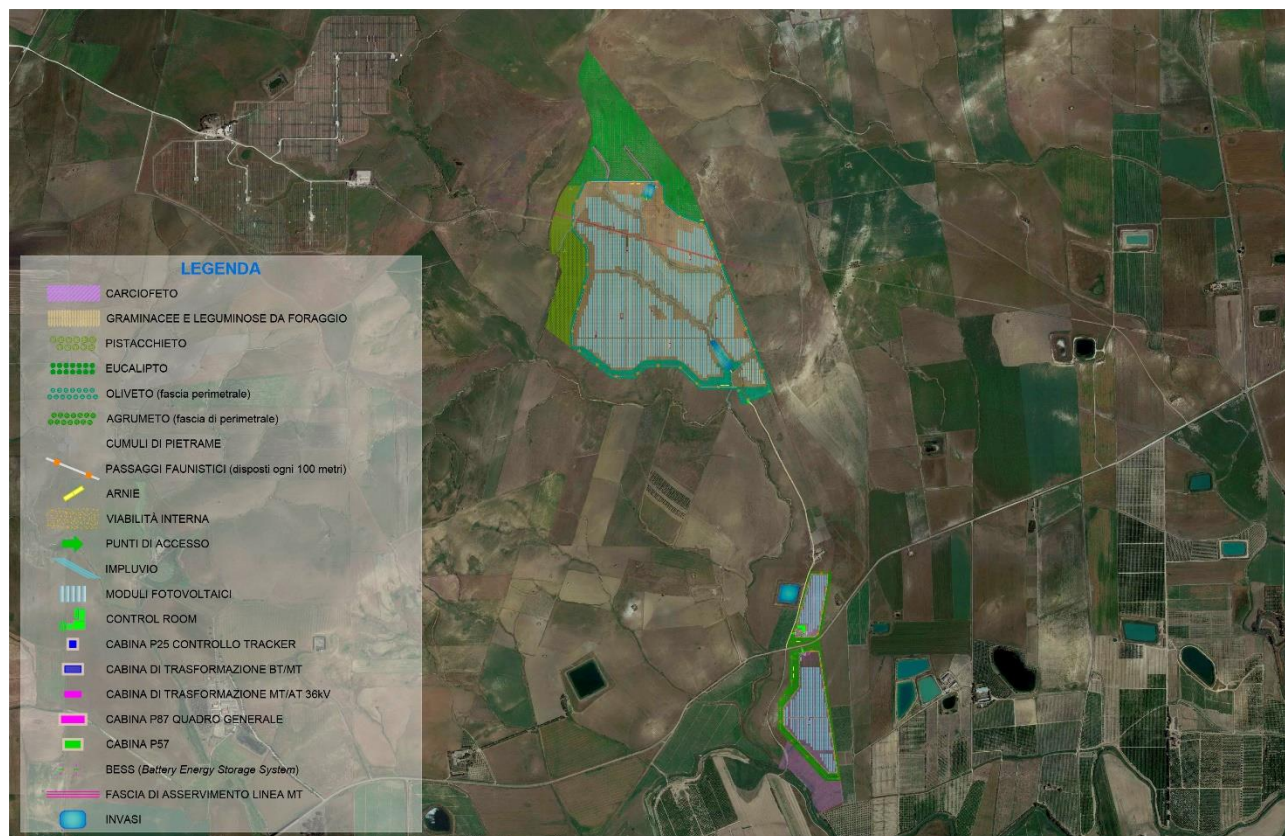 LEGENDA
CARCIOFETO
GRAMINACEE E LEGUMINOSE DA FORAGGIO
PISTACCHIETO
EUCALIPTO
OLIVETO (fascia perimetrale)
AGRUMETO (fascia di perimetrale)
CUMULI DI PIETRAME
PASSAGGI FAUNISTICI (disposti ogni 100 metri)
ARNIE
VIABILITÀ INTERNA
PUNTI DI ACCESSO
IMPLUVIO
MODULI FOTOVOLTAICI
CONTROL ROOM
CABINA P25 CONTROLLO TRACKER
CABINA DI TRASFORMAZIONE BT/MT
CABINA DI TRASFORMAZIONE MT/AT 36kV
CABINA P87 QUADRO GENERALE
CABINA P57
BESS (Battery Energy Storage System)
FASCIA DI ASSERVIMENTO LINEA MT
INVASI